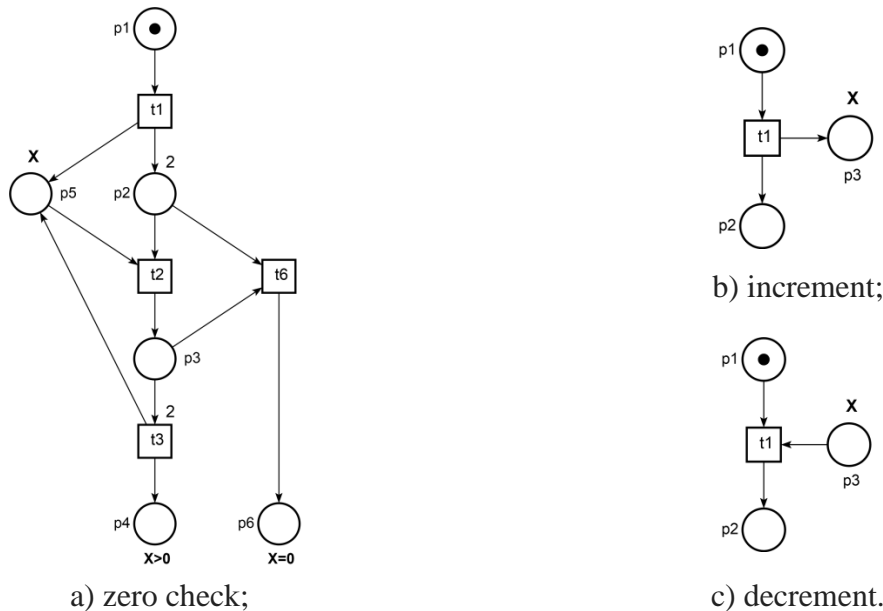 p1
t1
2
X
p5
p2
t2
t6
p3
2
t3
p4
p6
X>0
X=0
a) zero check;
p1
X
t1
p3
p2
b) increment;
p1
X
t1
p3
p2
c) decrement.